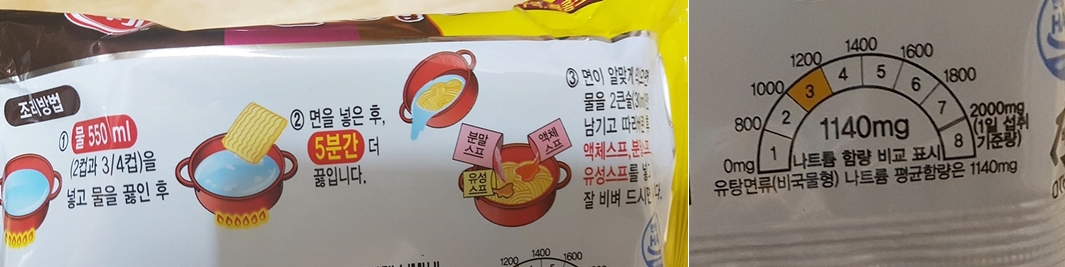 조리방법
① 물 550 ml
(2컵과 3/4컵)을
넣고 물을 끓인 후
② 면을 넣은 후,
5분간 더
끓입니다.
③ 면이 알맞게
물을 2큰술
남기고 따라
액체스프,
유성스프를
잘 비벼
분말
스프
액체
스프
유성
스프
1200
1400
0mg
800
1000
1200
1400
1600
1800
2000mg
(1일 섭취
기준량)
1
2
3
4
5
6
7
8
1140mg
나트륨 함량 비교 표시
유탕면류(비국물형) 나트륨 평균함량은 1140mg